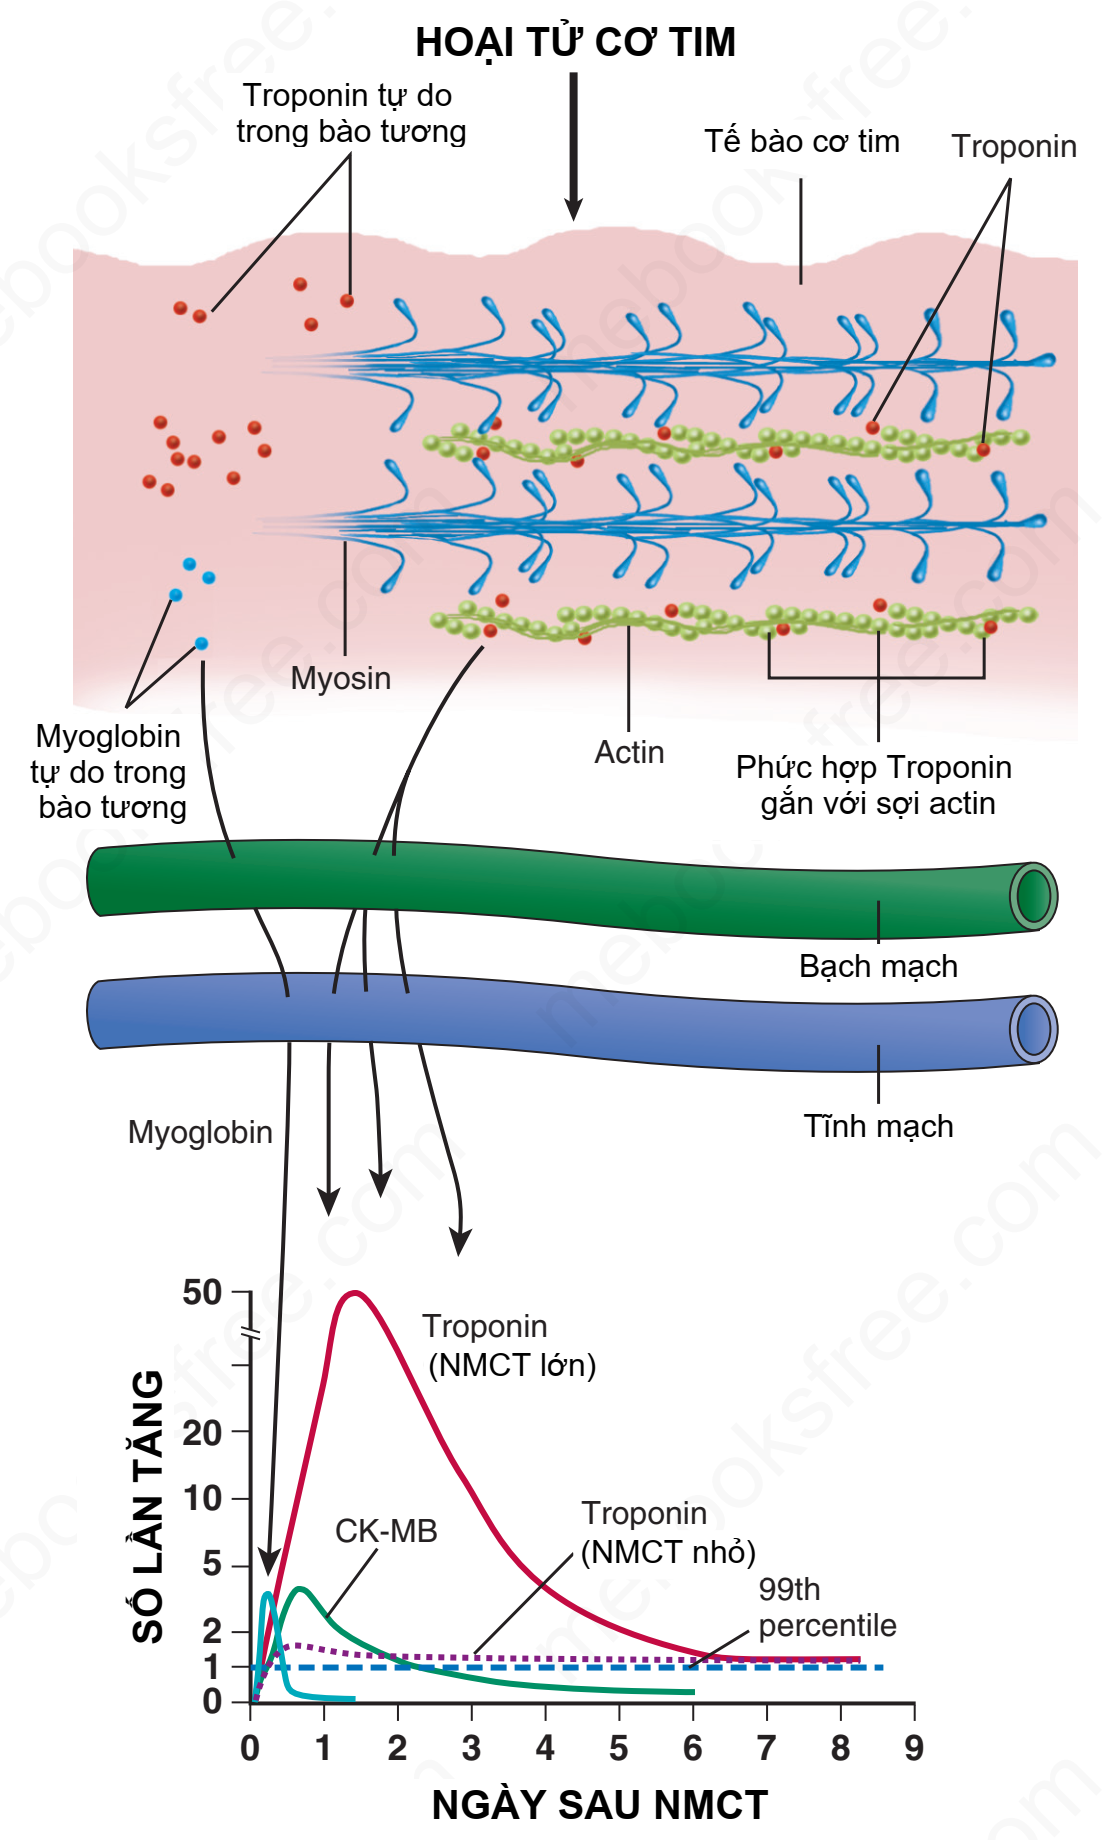 HOẠI TỬ CƠ TIM
Troponin tự do
trong bào tương
Tế bào cơ tim
Troponin
Myosin
Myoglobin
tự do trong
bào tương
Actin
Phức hợp Troponin
gắn với sợi actin
Bạch mạch
Tĩnh mạch
Myoglobin
50
20
10
5
2
1
0
SỐ LẦN TĂNG
Troponin
(NMCT lớn)
CK-MB
Troponin
(NMCT nhỏ)
99th
percentile
0 1 2 3 4 5 6 7 8 9
NGÀY SAU NMCT
mebooksfree.com